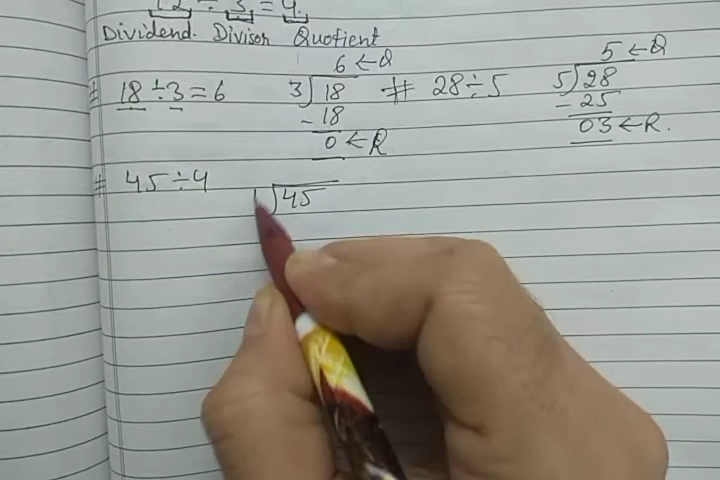 12 ÷ 3 = 4.
Dividend. Divisor Quotient
# 18 ÷ 3 = 6
6 ← Q
3) 18
- 18
0 ← R
# 28 ÷ 5
5 ← Q
5) 28
- 25
03 ← R.
# 45 ÷ 4
45